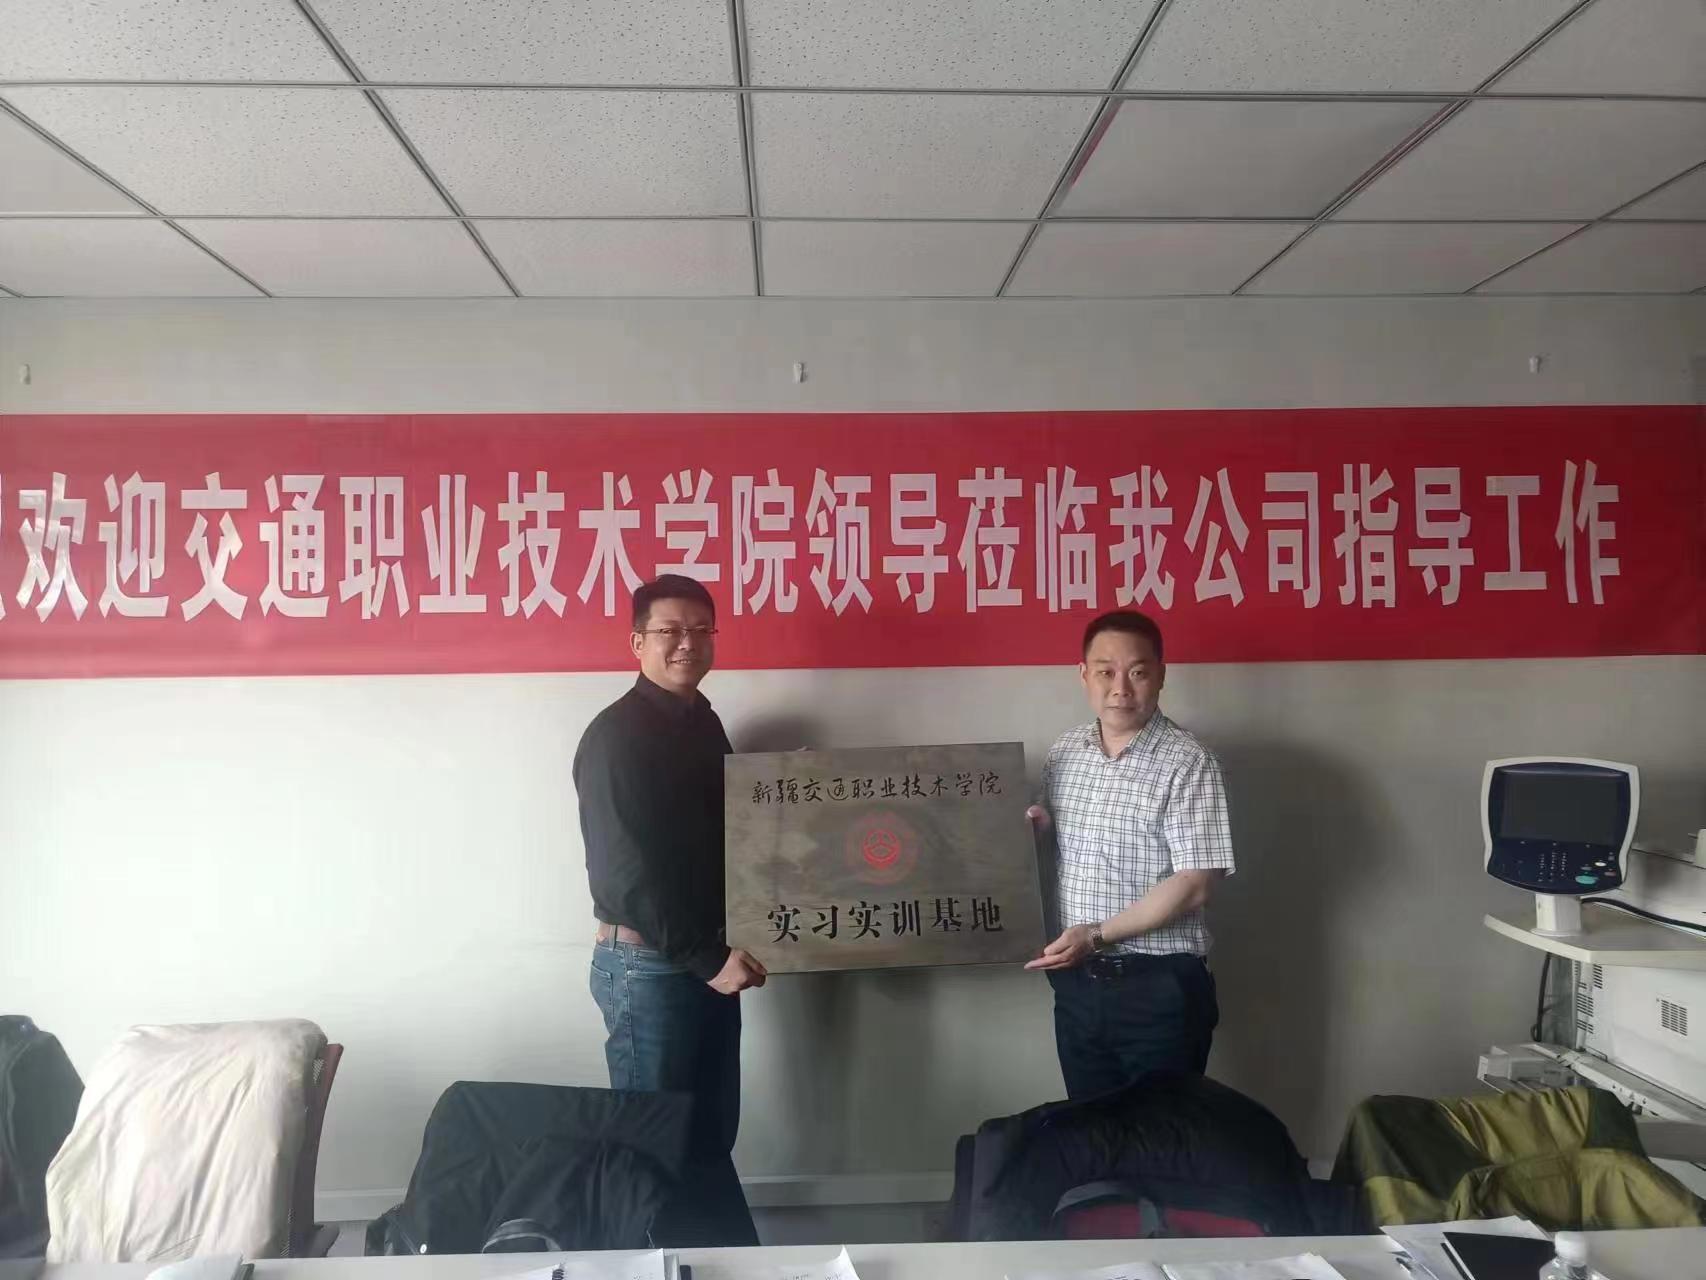 欢迎交通职业技术学院领导莅临我公司指导工作
新疆交通职业技术学院
实习实训基地